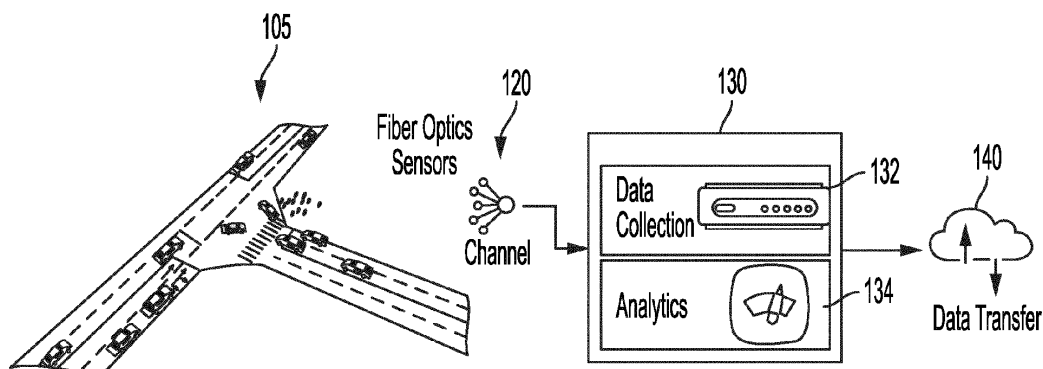 105
120
Fiber Optics
Sensors
Channel
130
Data
Collection
132
Analytics
134
140
Data Transfer